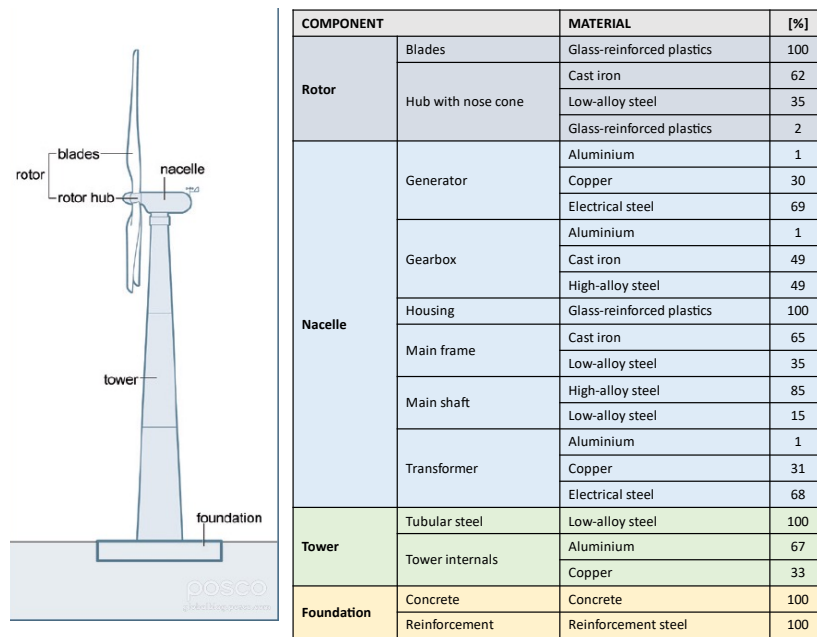 blades
rotor
nacelle
rotor hub
tower
foundation
posco
COMPONENT MATERIAL [%]
Rotor Blades Glass-reinforced plastics 100
Hub with nose cone Cast iron 62
Low-alloy steel 35
Glass-reinforced plastics 2
Nacelle Generator Aluminium 1
Copper 30
Electrical steel 69
Gearbox Aluminium 1
Cast iron 49
High-alloy steel 49
Housing Glass-reinforced plastics 100
Main frame Cast iron 65
Low-alloy steel 35
Main shaft High-alloy steel 85
Low-alloy steel 15
Transformer Aluminium 1
Copper 31
Electrical steel 68
Tower Tubular steel Low-alloy steel 100
Tower internals Aluminium 67
Copper 33
Foundation Concrete Concrete 100
Reinforcement Reinforcement steel 100